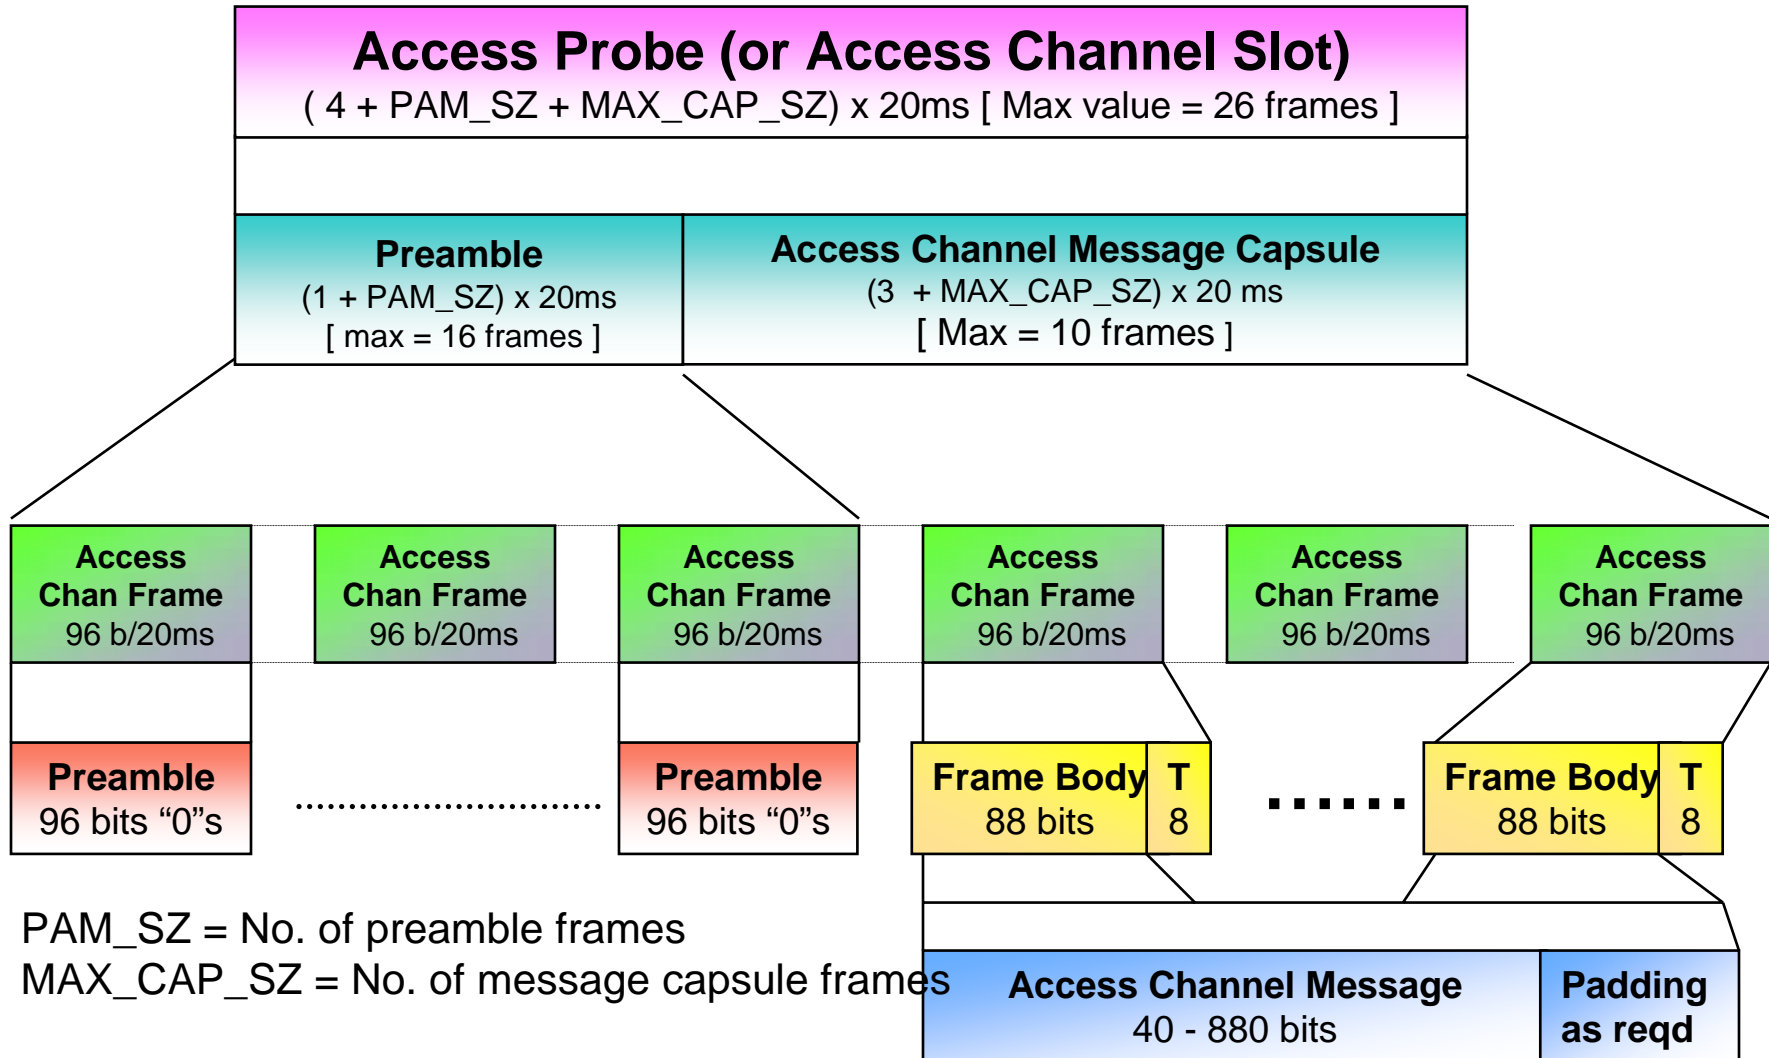 Access Probe (or Access Channel Slot)
( 4 + PAM_SZ + MAX_CAP_SZ) x 20ms [ Max value = 26 frames ]
Preamble
(1 + PAM_SZ) x 20ms
[ max = 16 frames ]
Access Channel Message Capsule
(3 + MAX_CAP_SZ) x 20 ms
[ Max = 10 frames ]
Access
Chan Frame
96 b/20ms
Access
Chan Frame
96 b/20ms
Access
Chan Frame
96 b/20ms
Access
Chan Frame
96 b/20ms
Access
Chan Frame
96 b/20ms
Access
Chan Frame
96 b/20ms
Preamble
96 bits “0”s
Preamble
96 bits “0”s
Frame Body
88 bits
T
8
Frame Body
88 bits
T
8
PAM_SZ = No. of preamble frames
MAX_CAP_SZ = No. of message capsule frames
Access Channel Message
40 - 880 bits
Padding
as reqd